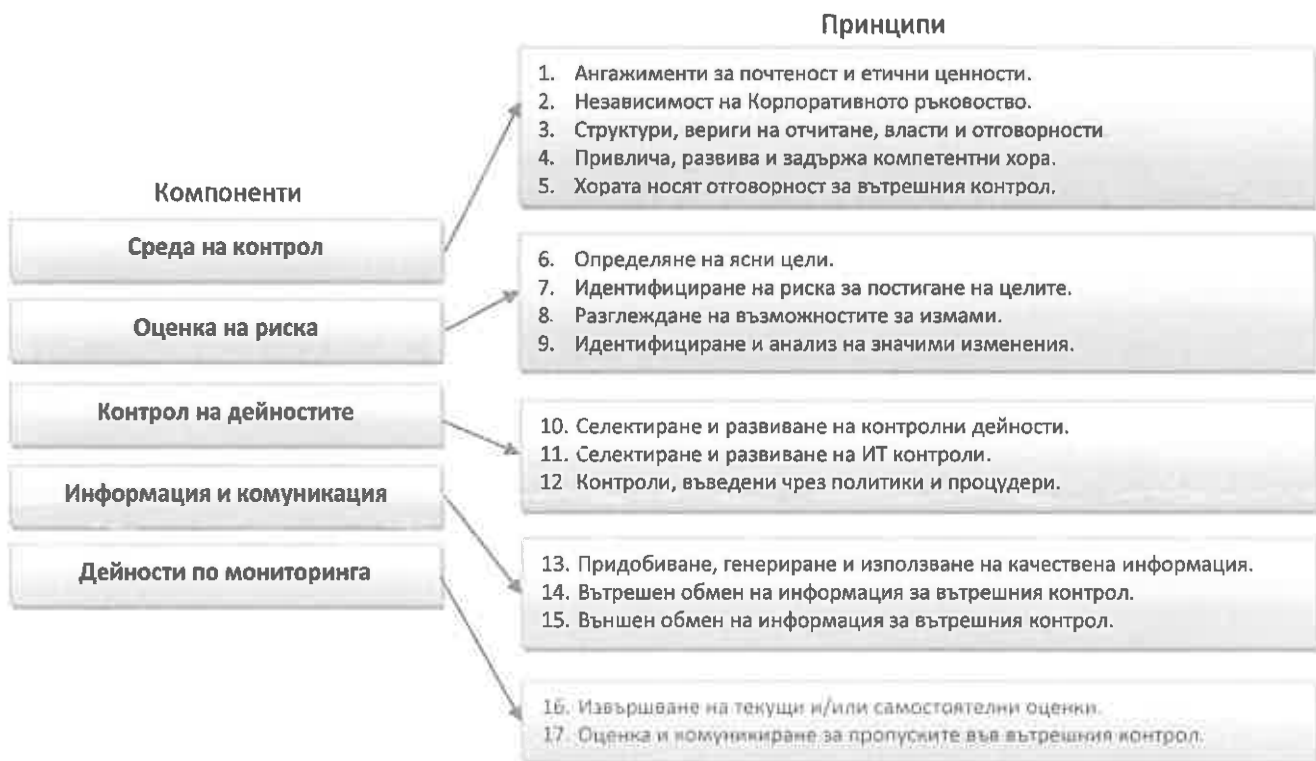 Принципи
1. Ангажименти за почтеност и етични ценности.
2. Независимост на Корпоративното ръковоство.
3. Структури, вериги на отчитане, власти и отговорности
4. Привлича, развива и задържа компетентни хора.
5. Хората носят отговорност за вътрешния контрол.
Компоненти
Среда на контрол
Оценка на риска
Контрол на дейностите
Информация и комуникация
Дейности по мониторинга
6. Определяне на ясни цели.
7. Идентифициране на риска за постигане на целите.
8. Разглеждане на възможностите за измами.
9. Идентифициране и анализ на значими изменения.
10. Селектиране и развиване на контролни дейности.
11. Селектиране и развиване на ИТ контроли.
12 Контроли, въведени чрез политики и процудери.
13. Придобиване, генериране и използване на качествена информация.
14. Вътрешен обмен на информация за вътрешния контрол.
15. Външен обмен на информация за вътрешния контрол.
16. Извършване на текущи и/или самостоятелни оценки.
17. Оценка и комуникиране за пропуските във вътрешния контрол.